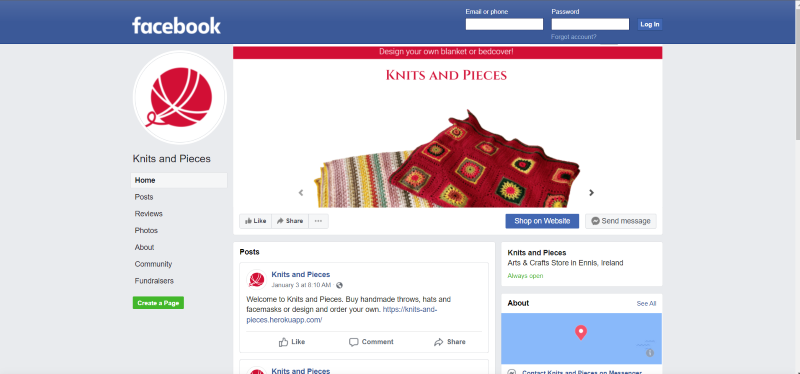 facebook
Email or phone
Password
Log In
Forgot account?
Design your own blanket or bedcover!
Knits and Pieces
Knits and Pieces
Home
Posts
Reviews
Photos
About
Community
Fundraisers
Create a Page
Like
Share
Shop on Website
Send message
Posts
Knits and Pieces
January 3 at 8:10 AM
Welcome to Knits and Pieces. Buy handmade throws, hats and
facemasks or design and order your own. https://knits-and-
pieces.herokuapp.com/
Like
Comment
Share
Knits and Pieces
Knits and Pieces
Arts & Crafts Store in Ennis, Ireland
Always open
About
See All
Contact Knits and Pieces on Messenger